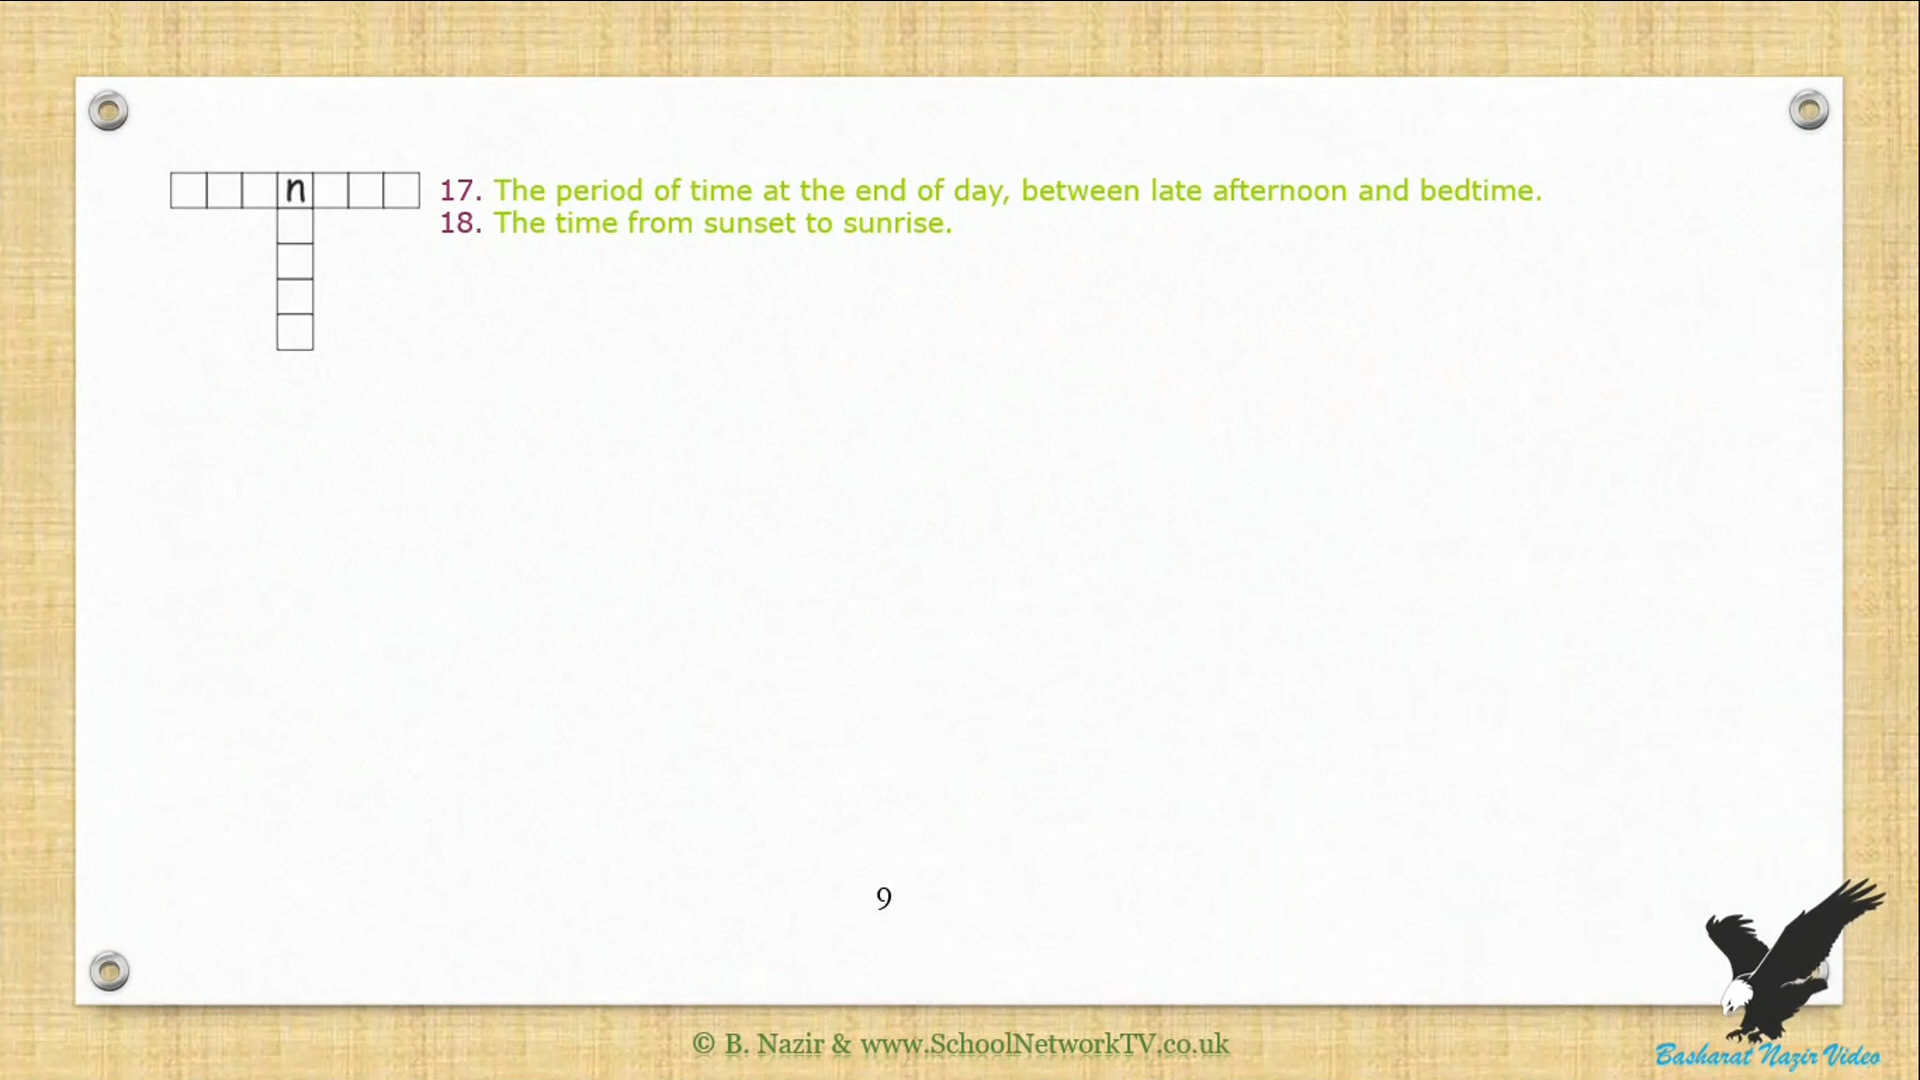 n
17. The period of time at the end of day, between late afternoon and bedtime.
18. The time from sunset to sunrise.
9
© B. Nazir & www.SchoolNetworkTV.co.uk
Basharat Nazir Video